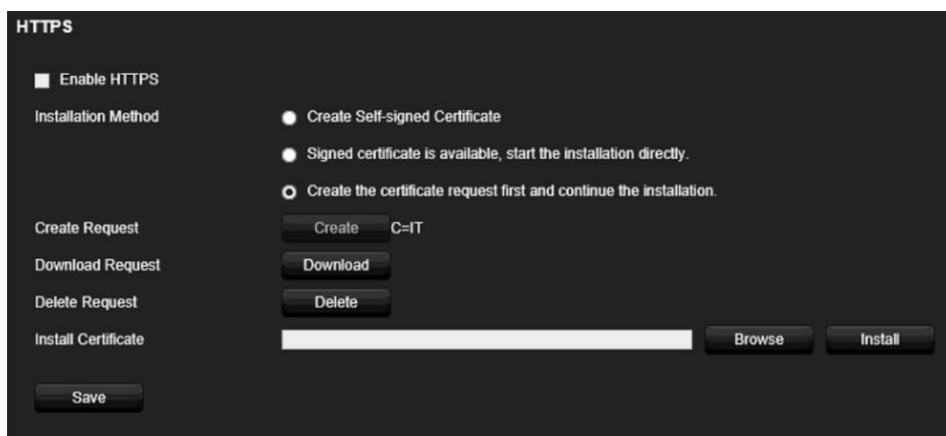 HTTPS
Enable HTTPS
Installation Method
Create Self-signed Certificate
Signed certificate is available, start the installation directly.
Create the certificate request first and continue the installation.
Create Request Create C=IT
Download Request Download
Delete Request Delete
Install Certificate Browse Install
Save